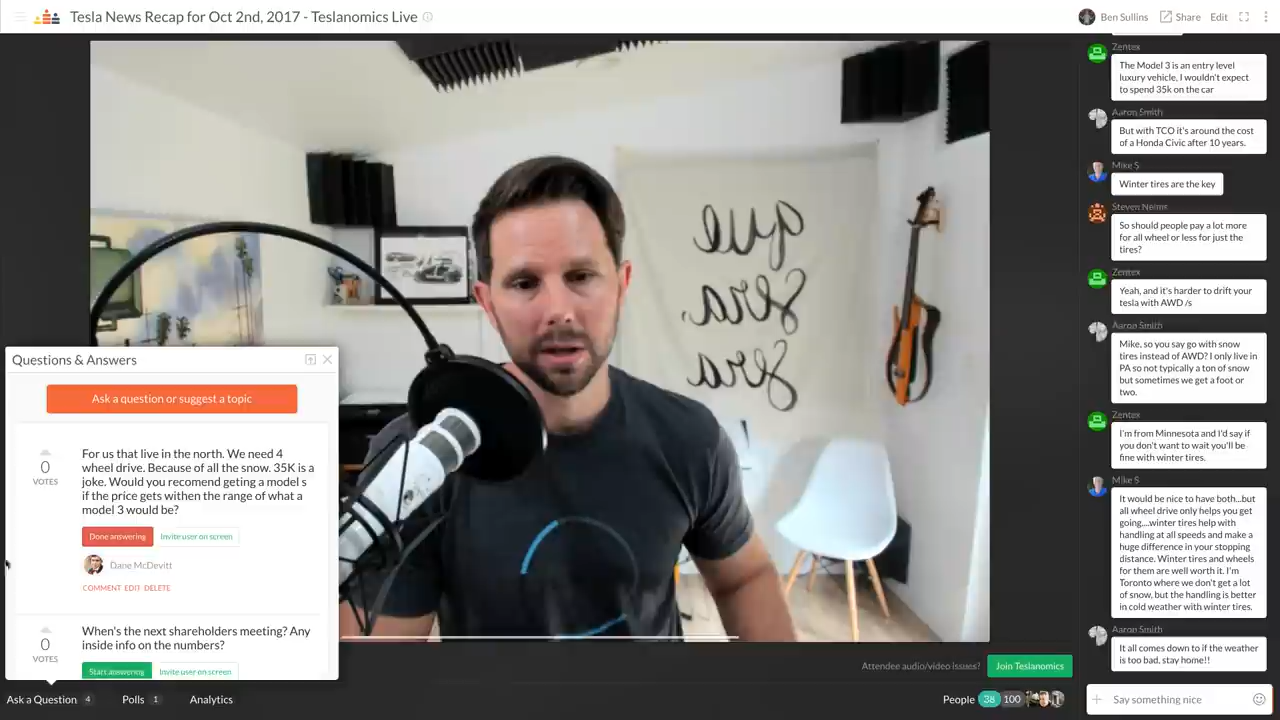 Tesla News Recap for Oct 2nd, 2017 - Teslanomics Live
Ben Sullins
Share
Edit
que
sera,
sera
Questions & Answers
Ask a question or suggest a topic
0
VOTES
For us that live in the north. We need 4
wheel drive. Because of all the snow. 35K is a
joke. Would you recomend geting a model s
if the price gets withen the range of what a
model 3 would be?
Done answering
Invite user on screen
Dane McDevitt
COMMENT EDIT DELETE
0
VOTES
When's the next shareholders meeting? Any
inside info on the numbers?
Start answering
Invite user on screen
Ask a Question 4
Polls 1
Analytics
Attendee audio/video issues?
Join Teslanomics
People 38 100
Zentex
The Model 3 is an entry level
luxury vehicle, I wouldn't expect
to spend 35k on the car
Aaron Smith
But with TCO it's around the cost
of a Honda Civic after 10 years.
Mike S
Winter tires are the key
Steven Nelms
So should people pay a lot more
for all wheel or less for just the
tires?
Zentex
Yeah, and it's harder to drift your
tesla with AWD /s
Aaron Smith
Mike, so you say go with snow
tires instead of AWD? I only live in
PA so not typically a ton of snow
but sometimes we get a foot or
two.
Zentex
I'm from Minnesota and I'd say if
you don't want to wait you'll be
fine with winter tires.
Mike S
It would be nice to have both...but
all wheel drive only helps you get
going....winter tires help with
handling at all speeds and make a
huge difference in your stopping
distance. Winter tires and wheels
for them are well worth it. I'm
Toronto where we don't get a lot
of snow, but the handling is better
in cold weather with winter tires.
Aaron Smith
It all comes down to if the weather
is too bad, stay home!!
Say something nice